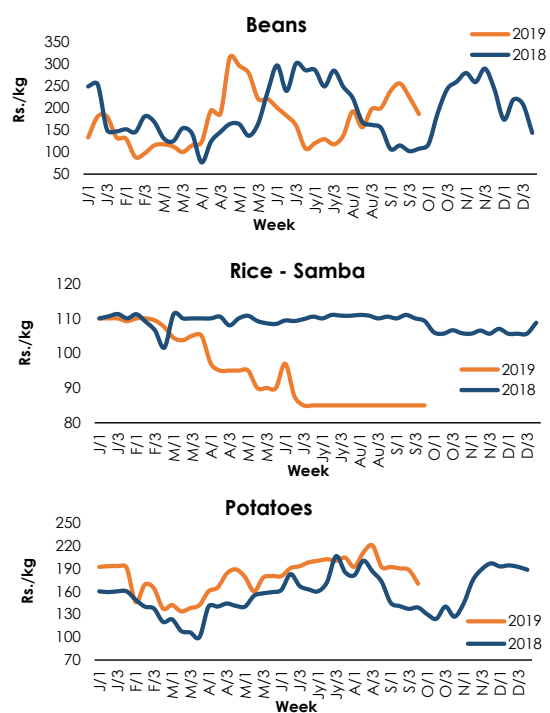 Beans
2019
2018
350
300
250
200
150
100
50
Rs./kg
J/1 J/3 F/1 F/3 M/1 M/3 A/1 A/3 M/1 M/3 J/1 J/3 Jy/1 Jy/3 Au/1 Au/3 S/1 S/3 O/1 O/3 N/1 N/3 D/1 D/3
Week
Rice - Samba
120
110
100
90
80
Rs./kg
2019
2018
J/1 J/3 F/1 F/3 M/1 M/3 A/1 A/3 M/1 M/3 J/1 J/3 Jy/1 Jy/3 Au/1 Au/3 S/1 S/3 O/1 O/3 N/1 N/3 D/1 D/3
Week
Potatoes
250
220
190
160
130
100
70
Rs./kg
2019
2018
J/1 J/3 F/1 F/3 M/1 M/3 A/1 A/3 M/1 M/3 J/1 J/3 Jy/1 Jy/3 A/1 A/3 S/1 S/3 O/1 O/3 N/1 N/3 D/1 D/3
Week